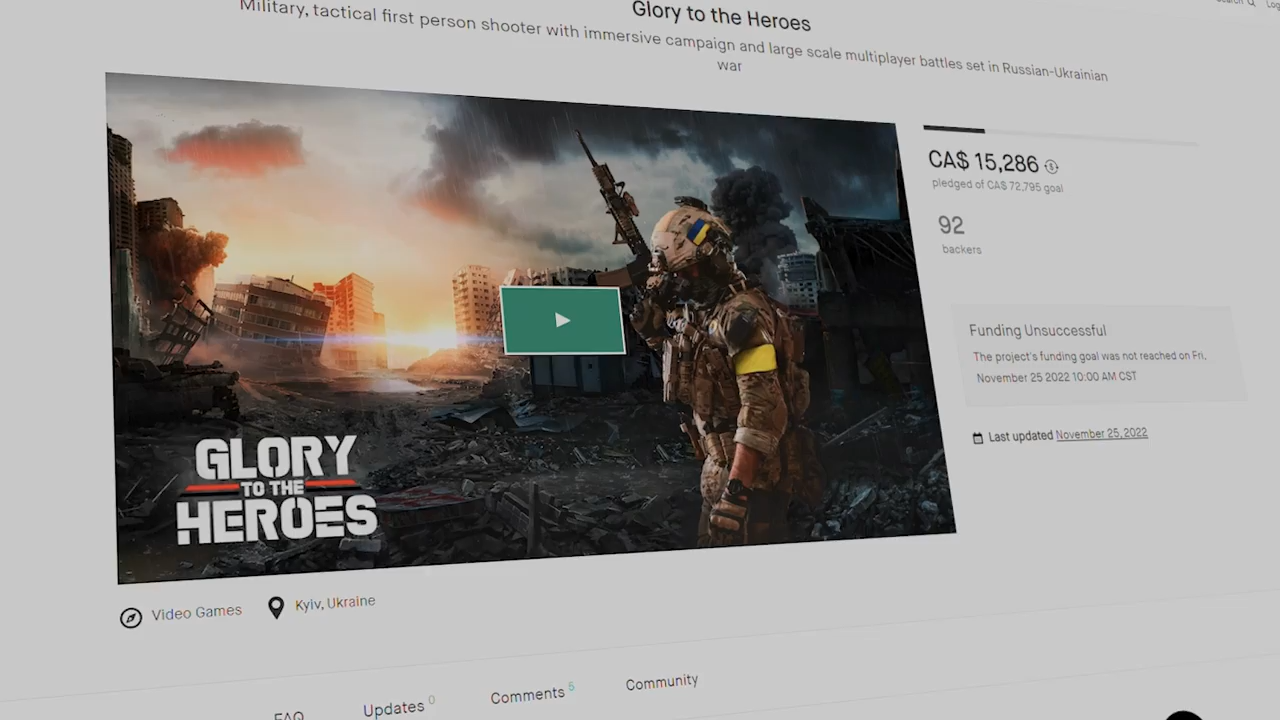 Search
Log
Glory to the Heroes
Military, tactical first person shooter with immersive campaign and large scale multiplayer battles set in Russian-Ukrainian
war
CA$ 15,286
pledged of CA$ 72,795 goal
92
backers
Funding Unsuccessful
The project's funding goal was not reached on Fri,
November 25 2022 10:00 AM CST
Last updated November 25, 2022
GLORY
TO THE
HEROES
Video Games
Kyiv, Ukraine
FAQ
Updates 0
Comments 5
Community